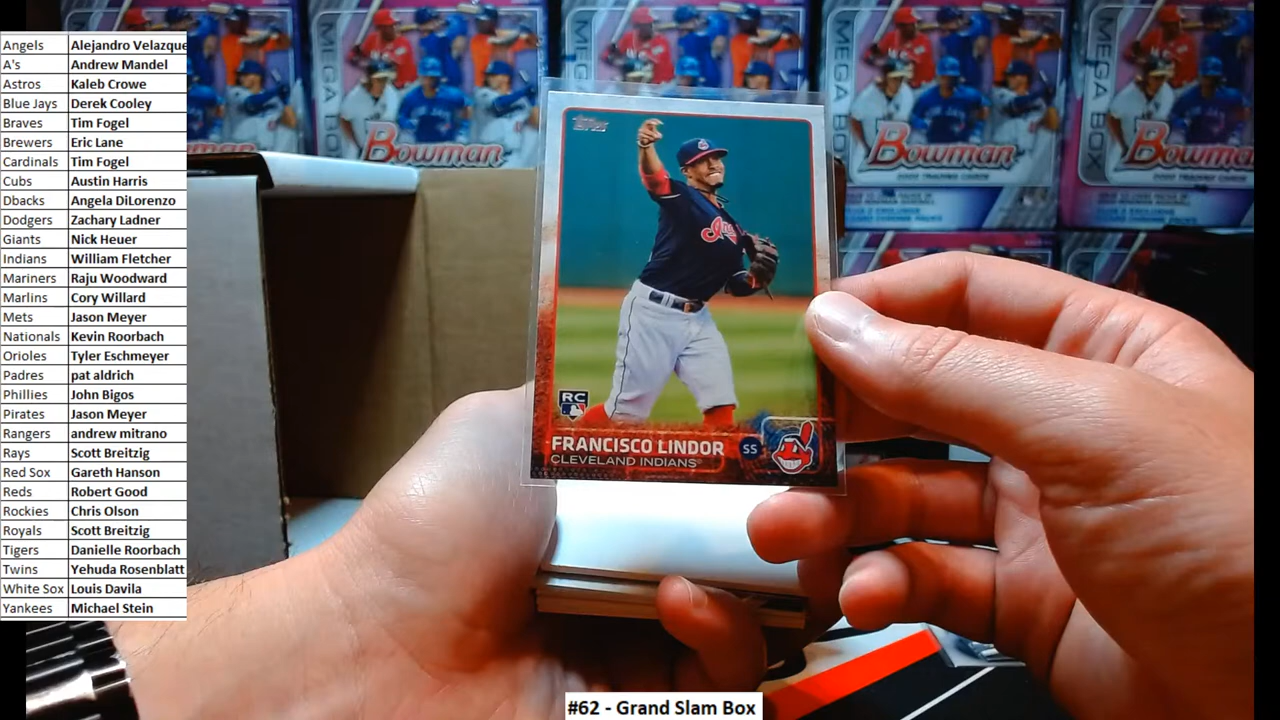 Angels Alejandro Velazque
A's Andrew Mandel
Astros Kaleb Crowe
Blue Jays Derek Cooley
Braves Tim Fogel
Brewers Eric Lane
Cardinals Tim Fogel
Cubs Austin Harris
Dbacks Angela DiLorenzo
Dodgers Zachary Ladner
Giants Nick Heuer
Indians William Fletcher
Mariners Raju Woodward
Marlins Cory Willard
Mets Jason Meyer
Nationals Kevin Roorbach
Orioles Tyler Eschmeyer
Padres pat aldrich
Phillies John Bigos
Pirates Jason Meyer
Rangers andrew mitrano
Rays Scott Breitzig
Red Sox Gareth Hanson
Reds Robert Good
Rockies Chris Olson
Royals Scott Breitzig
Tigers Danielle Roorbach
Twins Yehuda Rosenblatt
White Sox Louis Davila
Yankees Michael Stein
MEGA BOX
Bowman
MEGA BOX
Bowman
MEGA BOX
Bowman
Topps
Indians
RC
FRANCISCO LINDOR SS
CLEVELAND INDIANS
#62 - Grand Slam Box